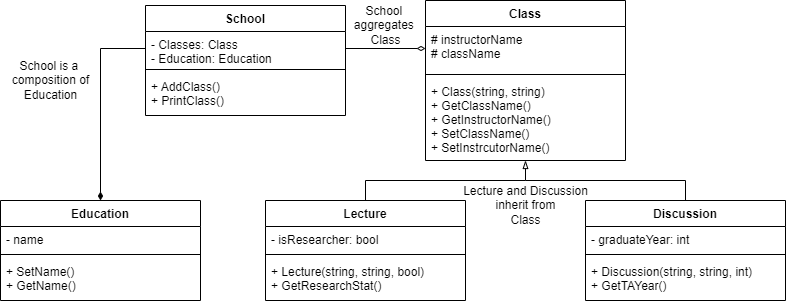 School
- Classes: Class
- Education: Education
+ AddClass()
+ PrintClass()
School
aggregates
Class
Class
# instructorName
# className
+ Class(string, string)
+ GetClassName()
+ GetInstructorName()
+ SetClassName()
+ SetInstrcutorName()
School is a
composition of
Education
Education
- name
+ SetName()
+ GetName()
Lecture and Discussion
inherit from
Class
Lecture
- isResearcher: bool
+ Lecture(string, string, bool)
+ GetResearchStat()
Discussion
- graduateYear: int
+ Discussion(string, string, int)
+ GetTAYear()